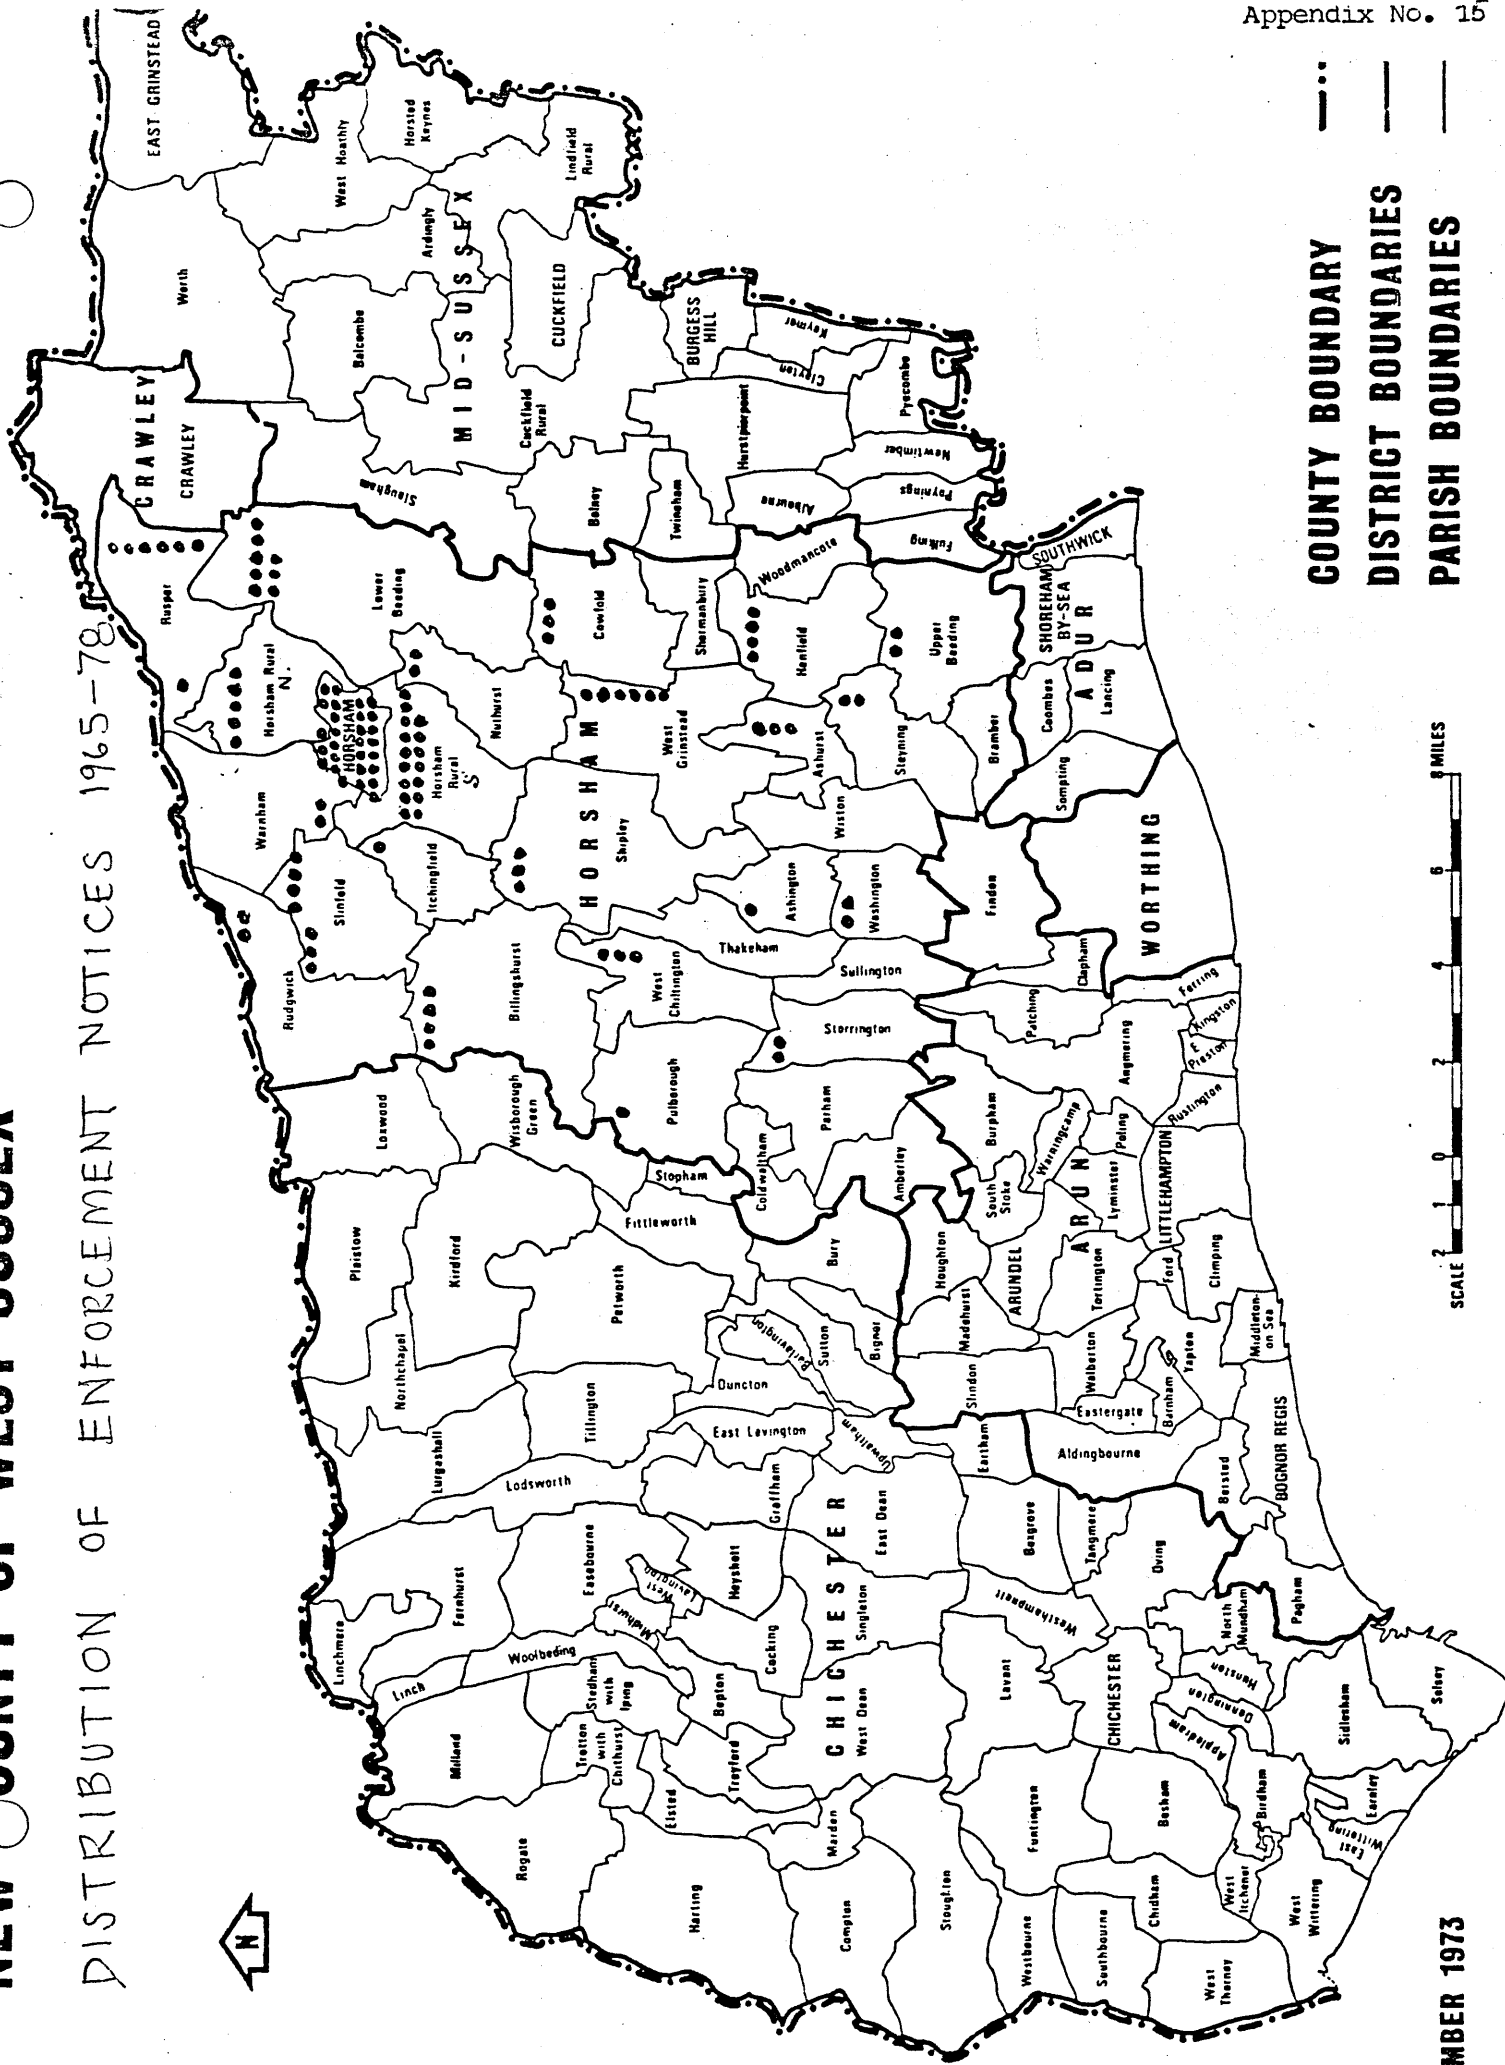 Appendix No. 15
NEW COUNTY OF WEST SUSSEX
DISTRIBUTION OF ENFORCEMENT NOTICES 1965-78
N
COUNTY BOUNDARY
DISTRICT BOUNDARIES
PARISH BOUNDARIES
SCALE 2 1 0 2 4 6 8 MILES
MBER 1973
CRAWLEY
CRAWLEY
MID-SUSSEX
EAST GRINSTEAD
Worth
West Hoathly
Horsted Keynes
Ardingly
Lindfield Rural
Balcombe
CUCKFIELD
Cuckfield Rural
Slaugham
Bolney
Twineham
BURGESS HILL
Keymer
Clayton
Hurstpierpoint
Pyecombe
Newtimber
Poynings
Albourne
Fulking
HORSHAM
Rusper
Horsham Rural N.
HORSHAM
Horsham Rural S
Lower Beeding
Nuthurst
Warnham
Slinfold
Itchingfield
Rudgwick
Billingshurst
Shipley
West Grinstead
Cowfold
Shermanbury
Woodmancote
Henfield
Upper Beeding
Ashurst
Steyning
Bramber
Wiston
Ashington
Washington
Thakeham
Sullington
West Chiltington
Storrington
Pulborough
Parham
Coldwaltham
Amberley
ADUR
SOUTHWICK
SHOREHAM BY-SEA
Coombes
Lancing
Sompting
WORTHING
ARUN
Findon
Clapham
Patching
Ferring
Kingston
E Preston
Angmering
Rustington
Burpham
Warningcamp
Poling
Lyminster
LITTLEHAMPTON
South Stoke
Houghton
ARUNDEL
Tortington
Ford
Climping
Madehurst
Slindon
Walberton
Yapton
Middleton-on Sea
Barnham
Eastergate
Aldingbourne
Bersted
BOGNOR REGIS
Pagham
CHICHESTER
Loxwood
Wisborough Green
Plaistow
Kirdford
Stopham
Fittleworth
Northchapel
Petworth
Bury
Barlavington
Sutton
Bignor
Duncton
Lurgashall
Tillington
Lodsworth
East Lavington
Upwaltham
Eartham
Graffham
Linchmere
Fernhurst
Easebourne
West Lavington
Heyshott
Midhurst
East Dean
Boxgrove
Tangmere
Oving
Linch
Woolbeding
Stedham with Iping
Cocking
Singleton
Westhampnett
North Mundham
Bepton
West Dean
Lavant
CHICHESTER
Hunston
Donnington
Appledram
Sidlesham
Selsey
Milland
Trotton with Chithurst
Treyford
Elsted
Rogate
Harting
Marden
Compton
Stoughton
Funtington
Bosham
Birdham
Earnley
East Wittering
West Itchenor
West Wittering
Chidham
Westbourne
Southbourne
West Thorney